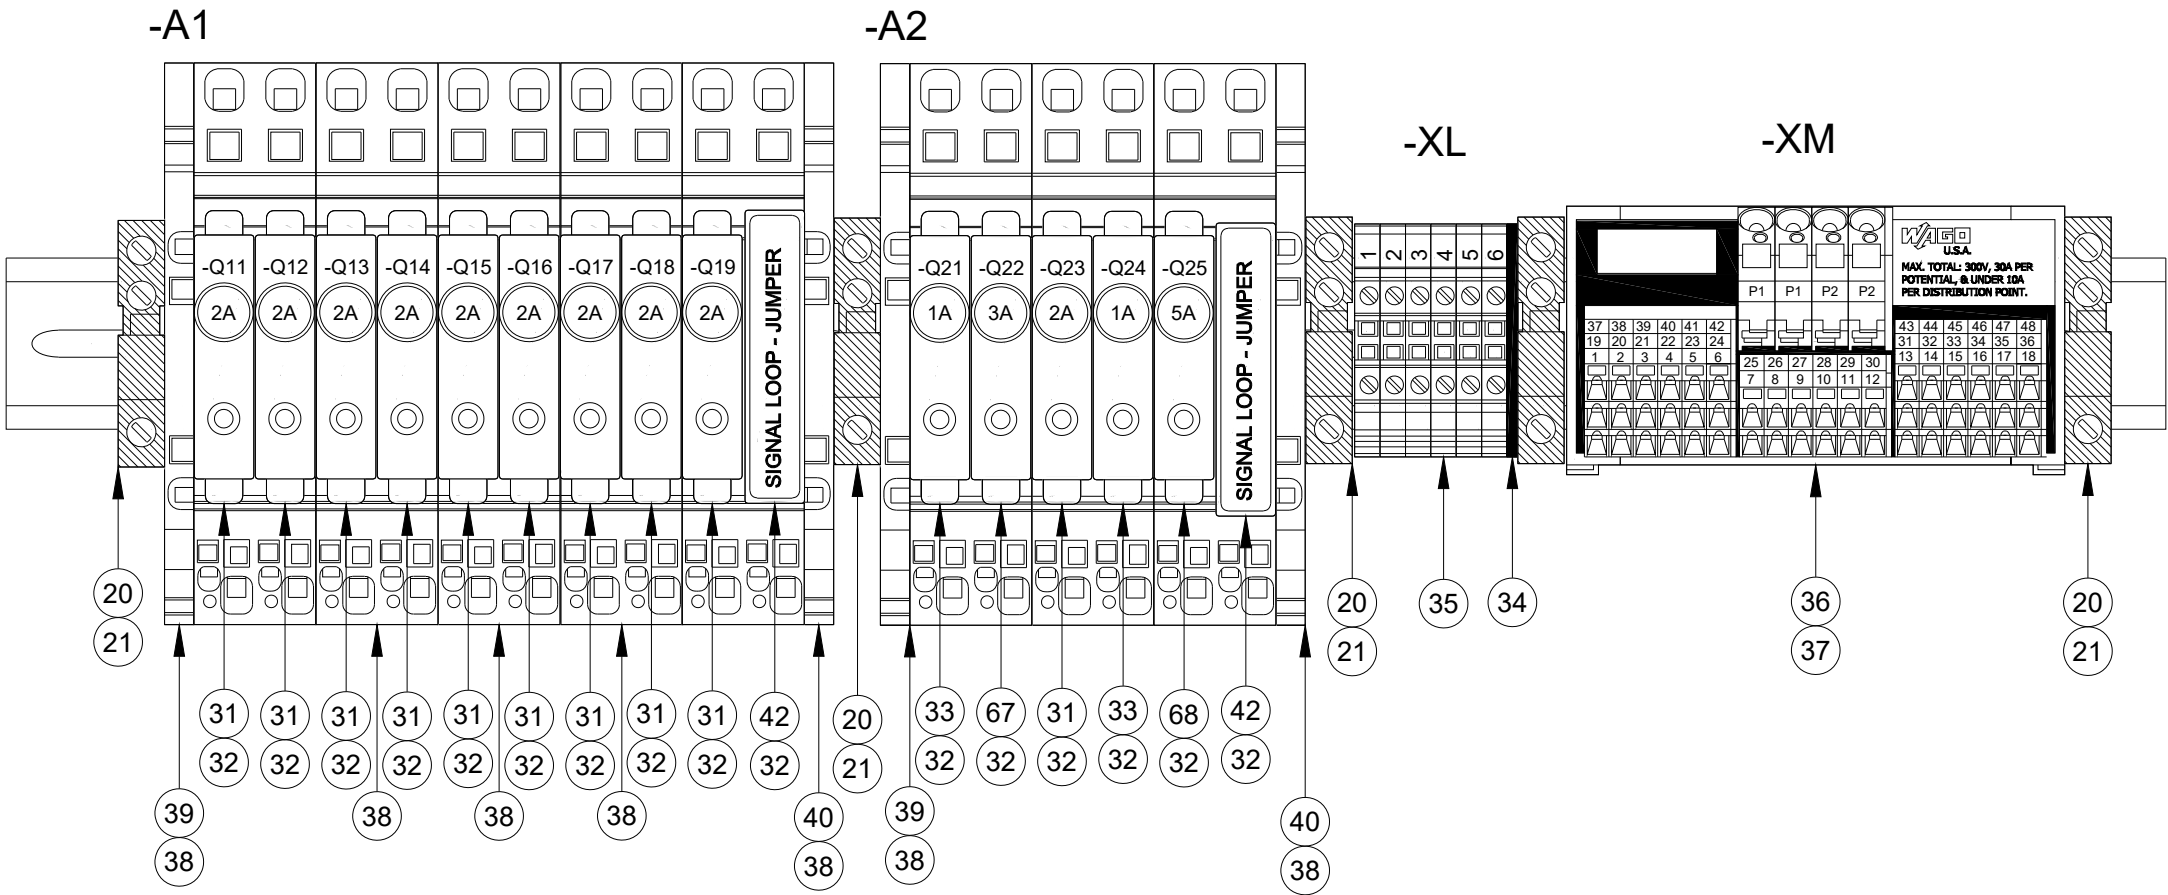 -A1
-A2
-XL
-XM
-Q11 -Q12 -Q13 -Q14 -Q15 -Q16 -Q17 -Q18 -Q19
2A 2A 2A 2A 2A 2A 2A 2A 2A
SIGNAL LOOP - JUMPER
-Q21 -Q22 -Q23 -Q24 -Q25
1A 3A 2A 1A 5A
SIGNAL LOOP - JUMPER
1 2 3 4 5 6
P1 P1 P2 P2
WAGO
U.S.A.
MAX. TOTAL: 300V, 30A PER
POTENTIAL, & UNDER 10A
PER DISTRIBUTION POINT.
37 38 39 40 41 42
19 20 21 22 23 24
1 2 3 4 5 6
25 26 27 28 29 30
7 8 9 10 11 12
43 44 45 46 47 48
31 32 33 34 35 36
13 14 15 16 17 18
20
21
39
38
31 31 31 31 31 31 31 31 31 42
32 32 32 32 32 32 32 32 32 32
38 38 38
40
38
20
21
39
38
33 67 31 33 68 42
32 32 32 32 32 32
40
38
20
21
35
34
36
37
20
21